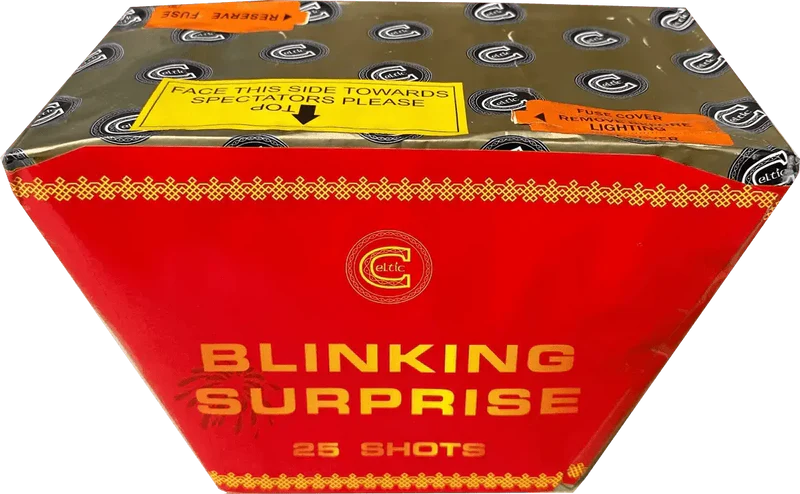 RESERVE FUSE
FACE THIS SIDE TOWARDS
SPECTATORS PLEASE
TOP
FUSE COVER
REMOVE BEFORE
LIGHTING
Celtic
Celtic
BLINKING
SURPRISE
25 SHOTS